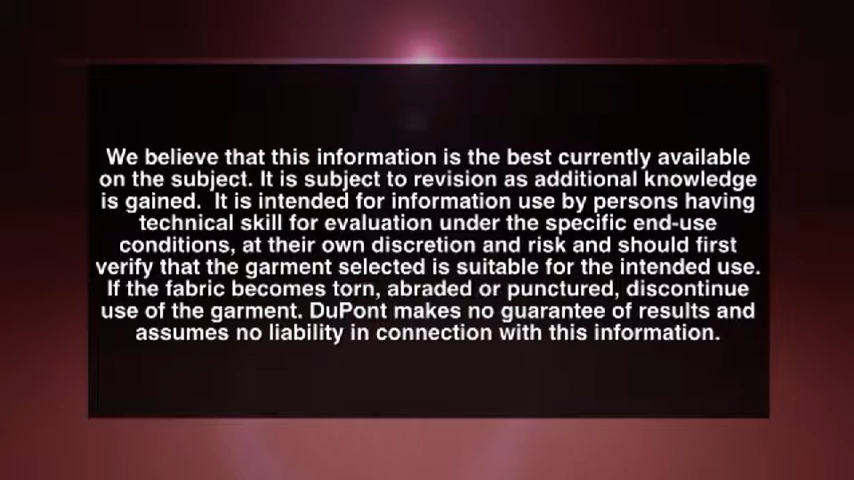 We believe that this information is the best currently available
on the subject. It is subject to revision as additional knowledge
is gained. It is intended for information use by persons having
technical skill for evaluation under the specific end-use
conditions, at their own discretion and risk and should first
verify that the garment selected is suitable for the intended use.
If the fabric becomes torn, abraded or punctured, discontinue
use of the garment. DuPont makes no guarantee of results and
assumes no liability in connection with this information.